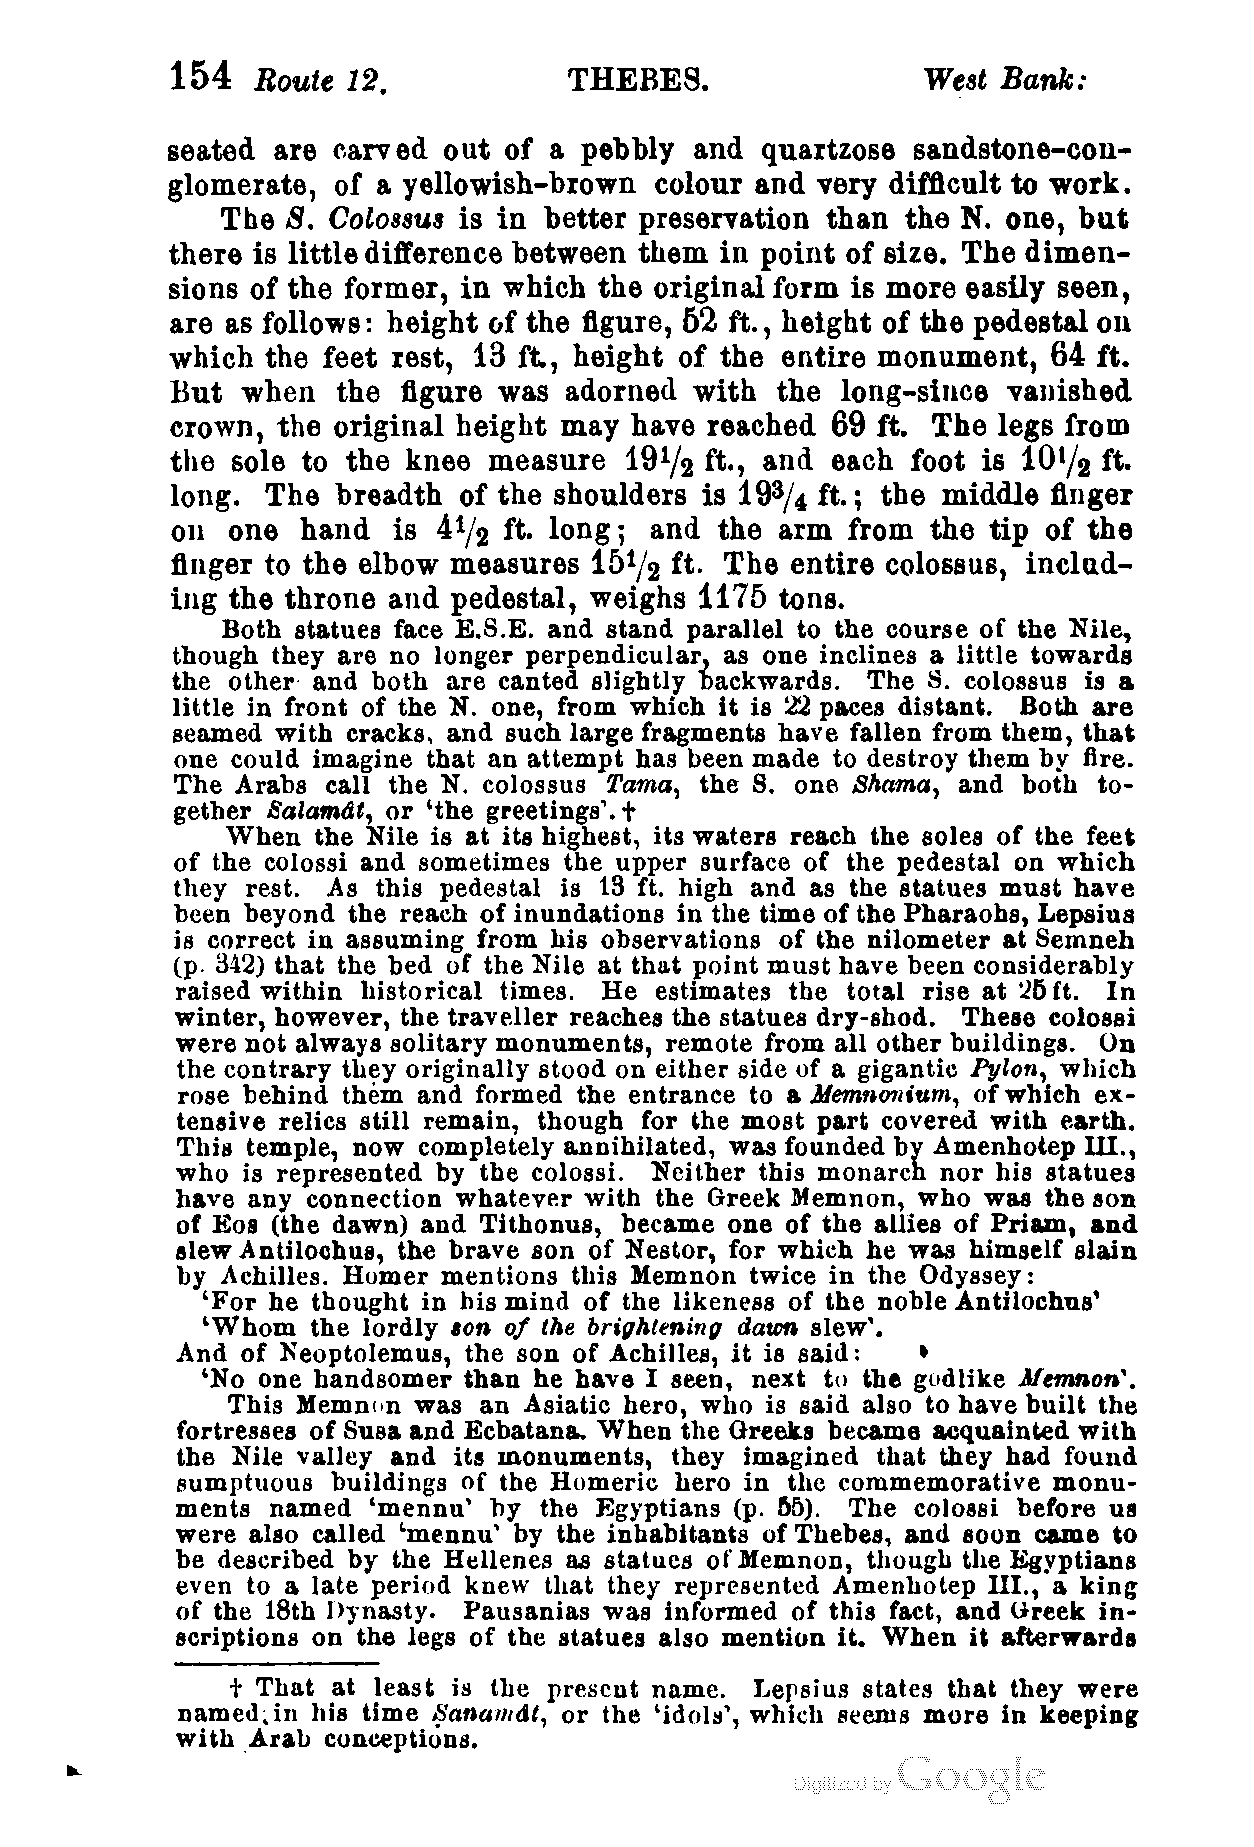 154 Route 12. THEBES. West Bank:
seated are carved out of a pebbly and quartzose sandstone-con-
glomerate, of a yellowish-brown colour and very difficult to work.
The S. Colossus is in better preservation than the N. one, but
there is little difference between them in point of size. The dimen-
sions of the former, in which the original form is more easily seen,
are as follows: height of the figure, 52 ft., height of the pedestal on
which the feet rest, 13 ft., height of the entire monument, 64 ft.
But when the figure was adorned with the long-since vanished
crown, the original height may have reached 69 ft. The legs from
the sole to the knee measure 19 1/2 ft., and each foot is 10 1/2 ft.
long. The breadth of the shoulders is 19 3/4 ft.; the middle finger
on one hand is 4 1/2 ft. long; and the arm from the tip of the
finger to the elbow measures 15 1/2 ft. The entire colossus, includ-
ing the throne and pedestal, weighs 1175 tons.
Both statues face E.S.E. and stand parallel to the course of the Nile,
though they are no longer perpendicular, as one inclines a little towards
the other and both are canted slightly backwards. The S. colossus is a
little in front of the N. one, from which it is 22 paces distant. Both are
seamed with cracks, and such large fragments have fallen from them, that
one could imagine that an attempt has been made to destroy them by fire.
The Arabs call the N. colossus Tama, the S. one Shama, and both to-
gether Salamât, or 'the greetings'.†
When the Nile is at its highest, its waters reach the soles of the feet
of the colossi and sometimes the upper surface of the pedestal on which
they rest. As this pedestal is 13 ft. high and as the statues must have
been beyond the reach of inundations in the time of the Pharaohs, Lepsius
is correct in assuming from his observations of the nilometer at Semneh
(p. 342) that the bed of the Nile at that point must have been considerably
raised within historical times. He estimates the total rise at 25 ft. In
winter, however, the traveller reaches the statues dry-shod. These colossi
were not always solitary monuments, remote from all other buildings. On
the contrary they originally stood on either side of a gigantic Pylon, which
rose behind them and formed the entrance to a Memnonium, of which ex-
tensive relics still remain, though for the most part covered with earth.
This temple, now completely annihilated, was founded by Amenhotep III.,
who is represented by the colossi. Neither this monarch nor his statues
have any connection whatever with the Greek Memnon, who was the son
of Eos (the dawn) and Tithonus, became one of the allies of Priam, and
slew Antilochus, the brave son of Nestor, for which he was himself slain
by Achilles. Homer mentions this Memnon twice in the Odyssey:
'For he thought in his mind of the likeness of the noble Antilochus'
'Whom the lordly son of the brightening dawn slew'.
And of Neoptolemus, the son of Achilles, it is said:
'No one handsomer than he have I seen, next to the godlike Memnon'.
This Memnon was an Asiatic hero, who is said also to have built the
fortresses of Susa and Ecbatana. When the Greeks became acquainted with
the Nile valley and its monuments, they imagined that they had found
sumptuous buildings of the Homeric hero in the commemorative monu-
ments named 'mennu' by the Egyptians (p. 55). The colossi before us
were also called 'mennu' by the inhabitants of Thebes, and soon came to
be described by the Hellenes as statues of Memnon, though the Egyptians
even to a late period knew that they represented Amenhotep III., a king
of the 18th Dynasty. Pausanias was informed of this fact, and Greek in-
scriptions on the legs of the statues also mention it. When it afterwards
† That at least is the present name. Lepsius states that they were
named in his time Ṣanamât, or the 'idols', which seems more in keeping
with Arab conceptions.
Digitized by Google